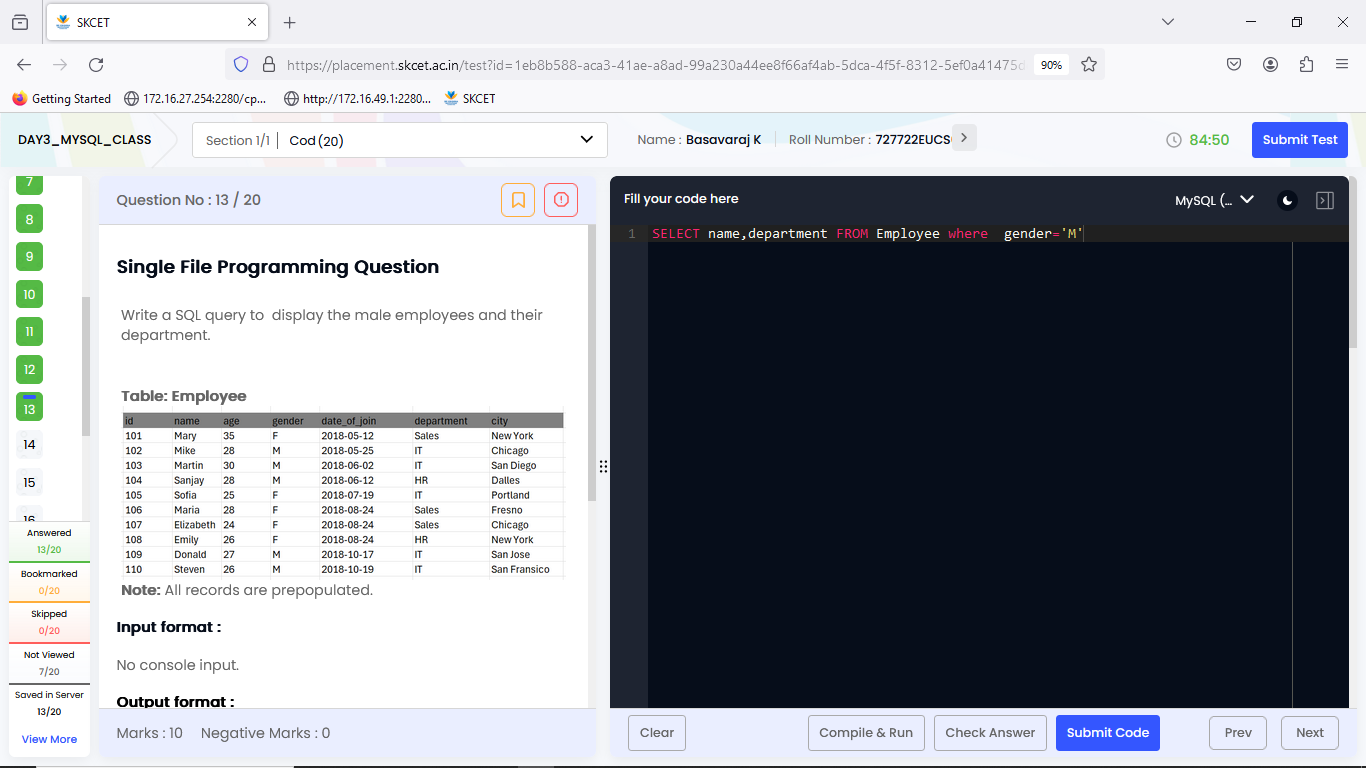 SKCET
https://placement.skcet.ac.in/test?id=1eb8b588-aca3-41ae-a8ad-99a230a44ee8f66af4ab-5dca-4f5f-8312-5ef0a41475d
90%
Getting Started
172.16.27.254:2280/cp...
http://172.16.49.1:2280...
SKCET
DAY3_MYSQL_CLASS
Section 1/1 | Cod (20)
Name : Basavaraj K
Roll Number : 727722EUCS
84:50
Submit Test
7
8
9
10
11
12
13
14
15
16
Answered
13/20
Bookmarked
0/20
Skipped
0/20
Not Viewed
7/20
Saved in Server
13/20
View More
Question No : 13 / 20
Single File Programming Question
Write a SQL query to display the male employees and their
department.
Table: Employee
id name age gender date_of_join department city
101 Mary 35 F 2018-05-12 Sales New York
102 Mike 28 M 2018-05-25 IT Chicago
103 Martin 30 M 2018-06-02 IT San Diego
104 Sanjay 28 M 2018-06-12 HR Dalles
105 Sofia 25 F 2018-07-19 IT Portland
106 Maria 28 F 2018-08-24 Sales Fresno
107 Elizabeth 24 F 2018-08-24 Sales Chicago
108 Emily 26 F 2018-08-24 HR New York
109 Donald 27 M 2018-10-17 IT San Jose
110 Steven 26 M 2018-10-19 IT San Fransico
Note: All records are prepopulated.
Input format :
No console input.
Output format :
Marks : 10 Negative Marks : 0
Fill your code here
MySQL (...
1 SELECT name,department FROM Employee where  gender='M'
Clear
Compile & Run
Check Answer
Submit Code
Prev
Next